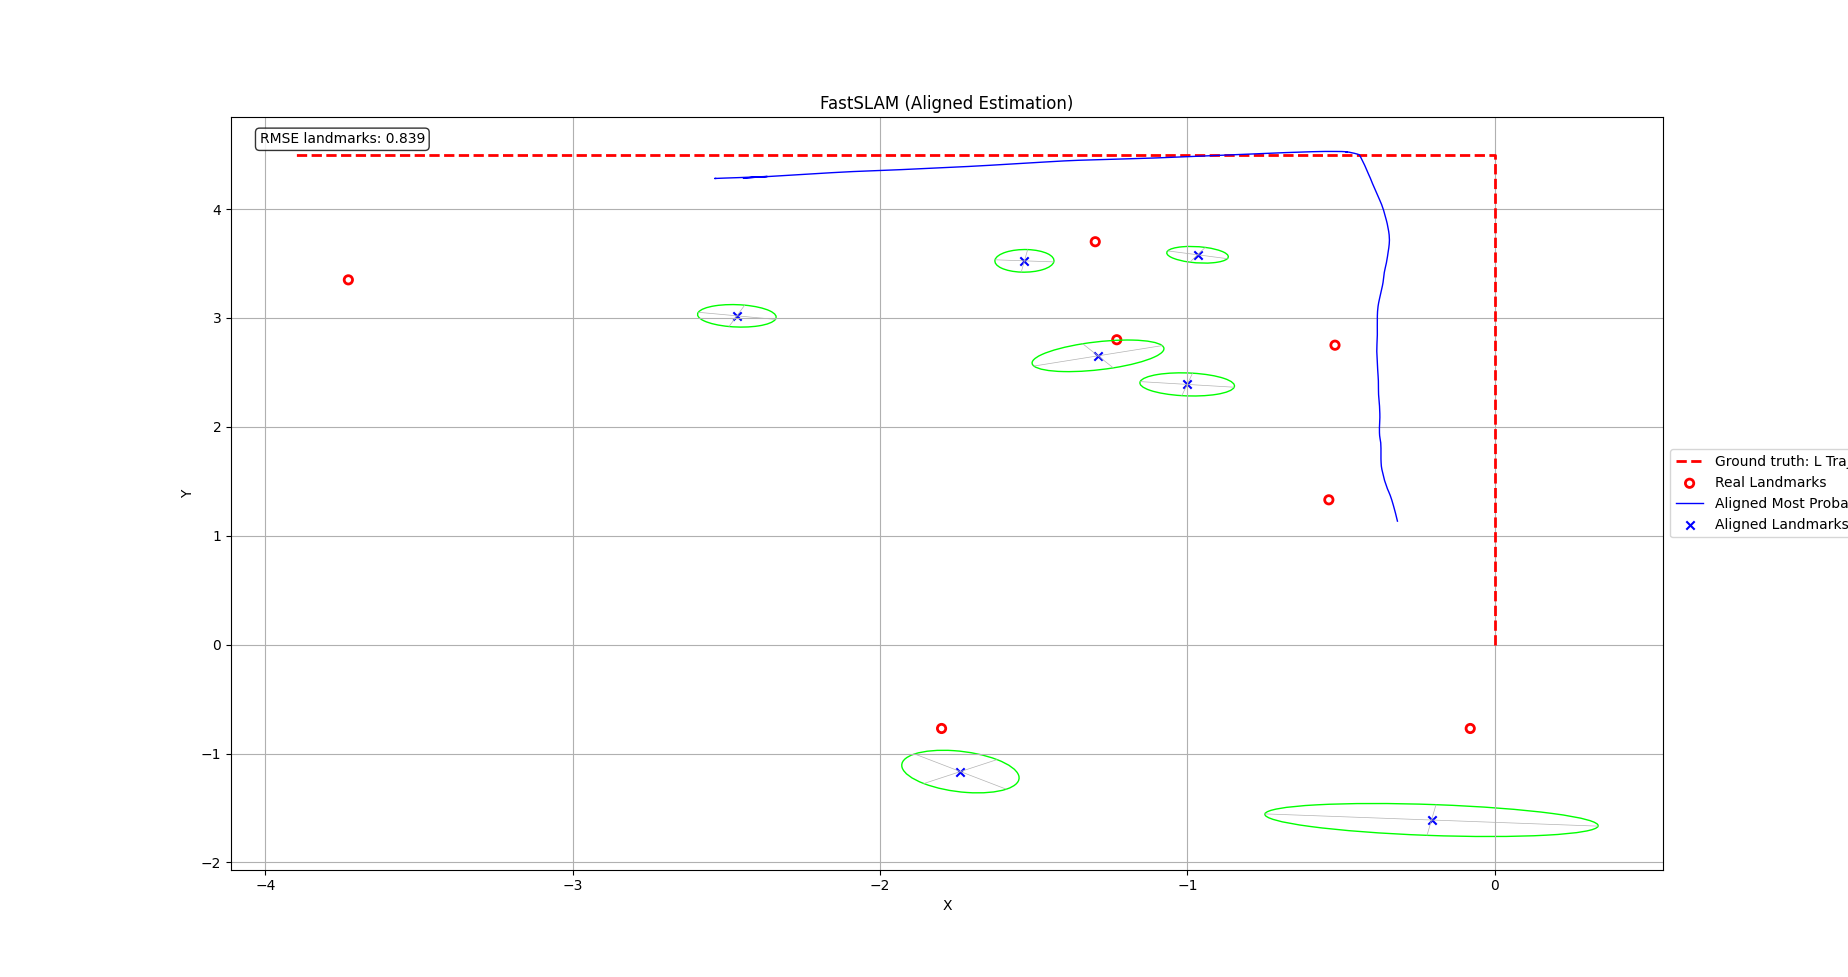 FastSLAM (Aligned Estimation)
RMSE landmarks: 0.839
4
3
2
1
0
−1
−2
Y
−4
−3
−2
−1
0
X
Ground truth: L Tra
Real Landmarks
Aligned Most Proba
Aligned Landmarks